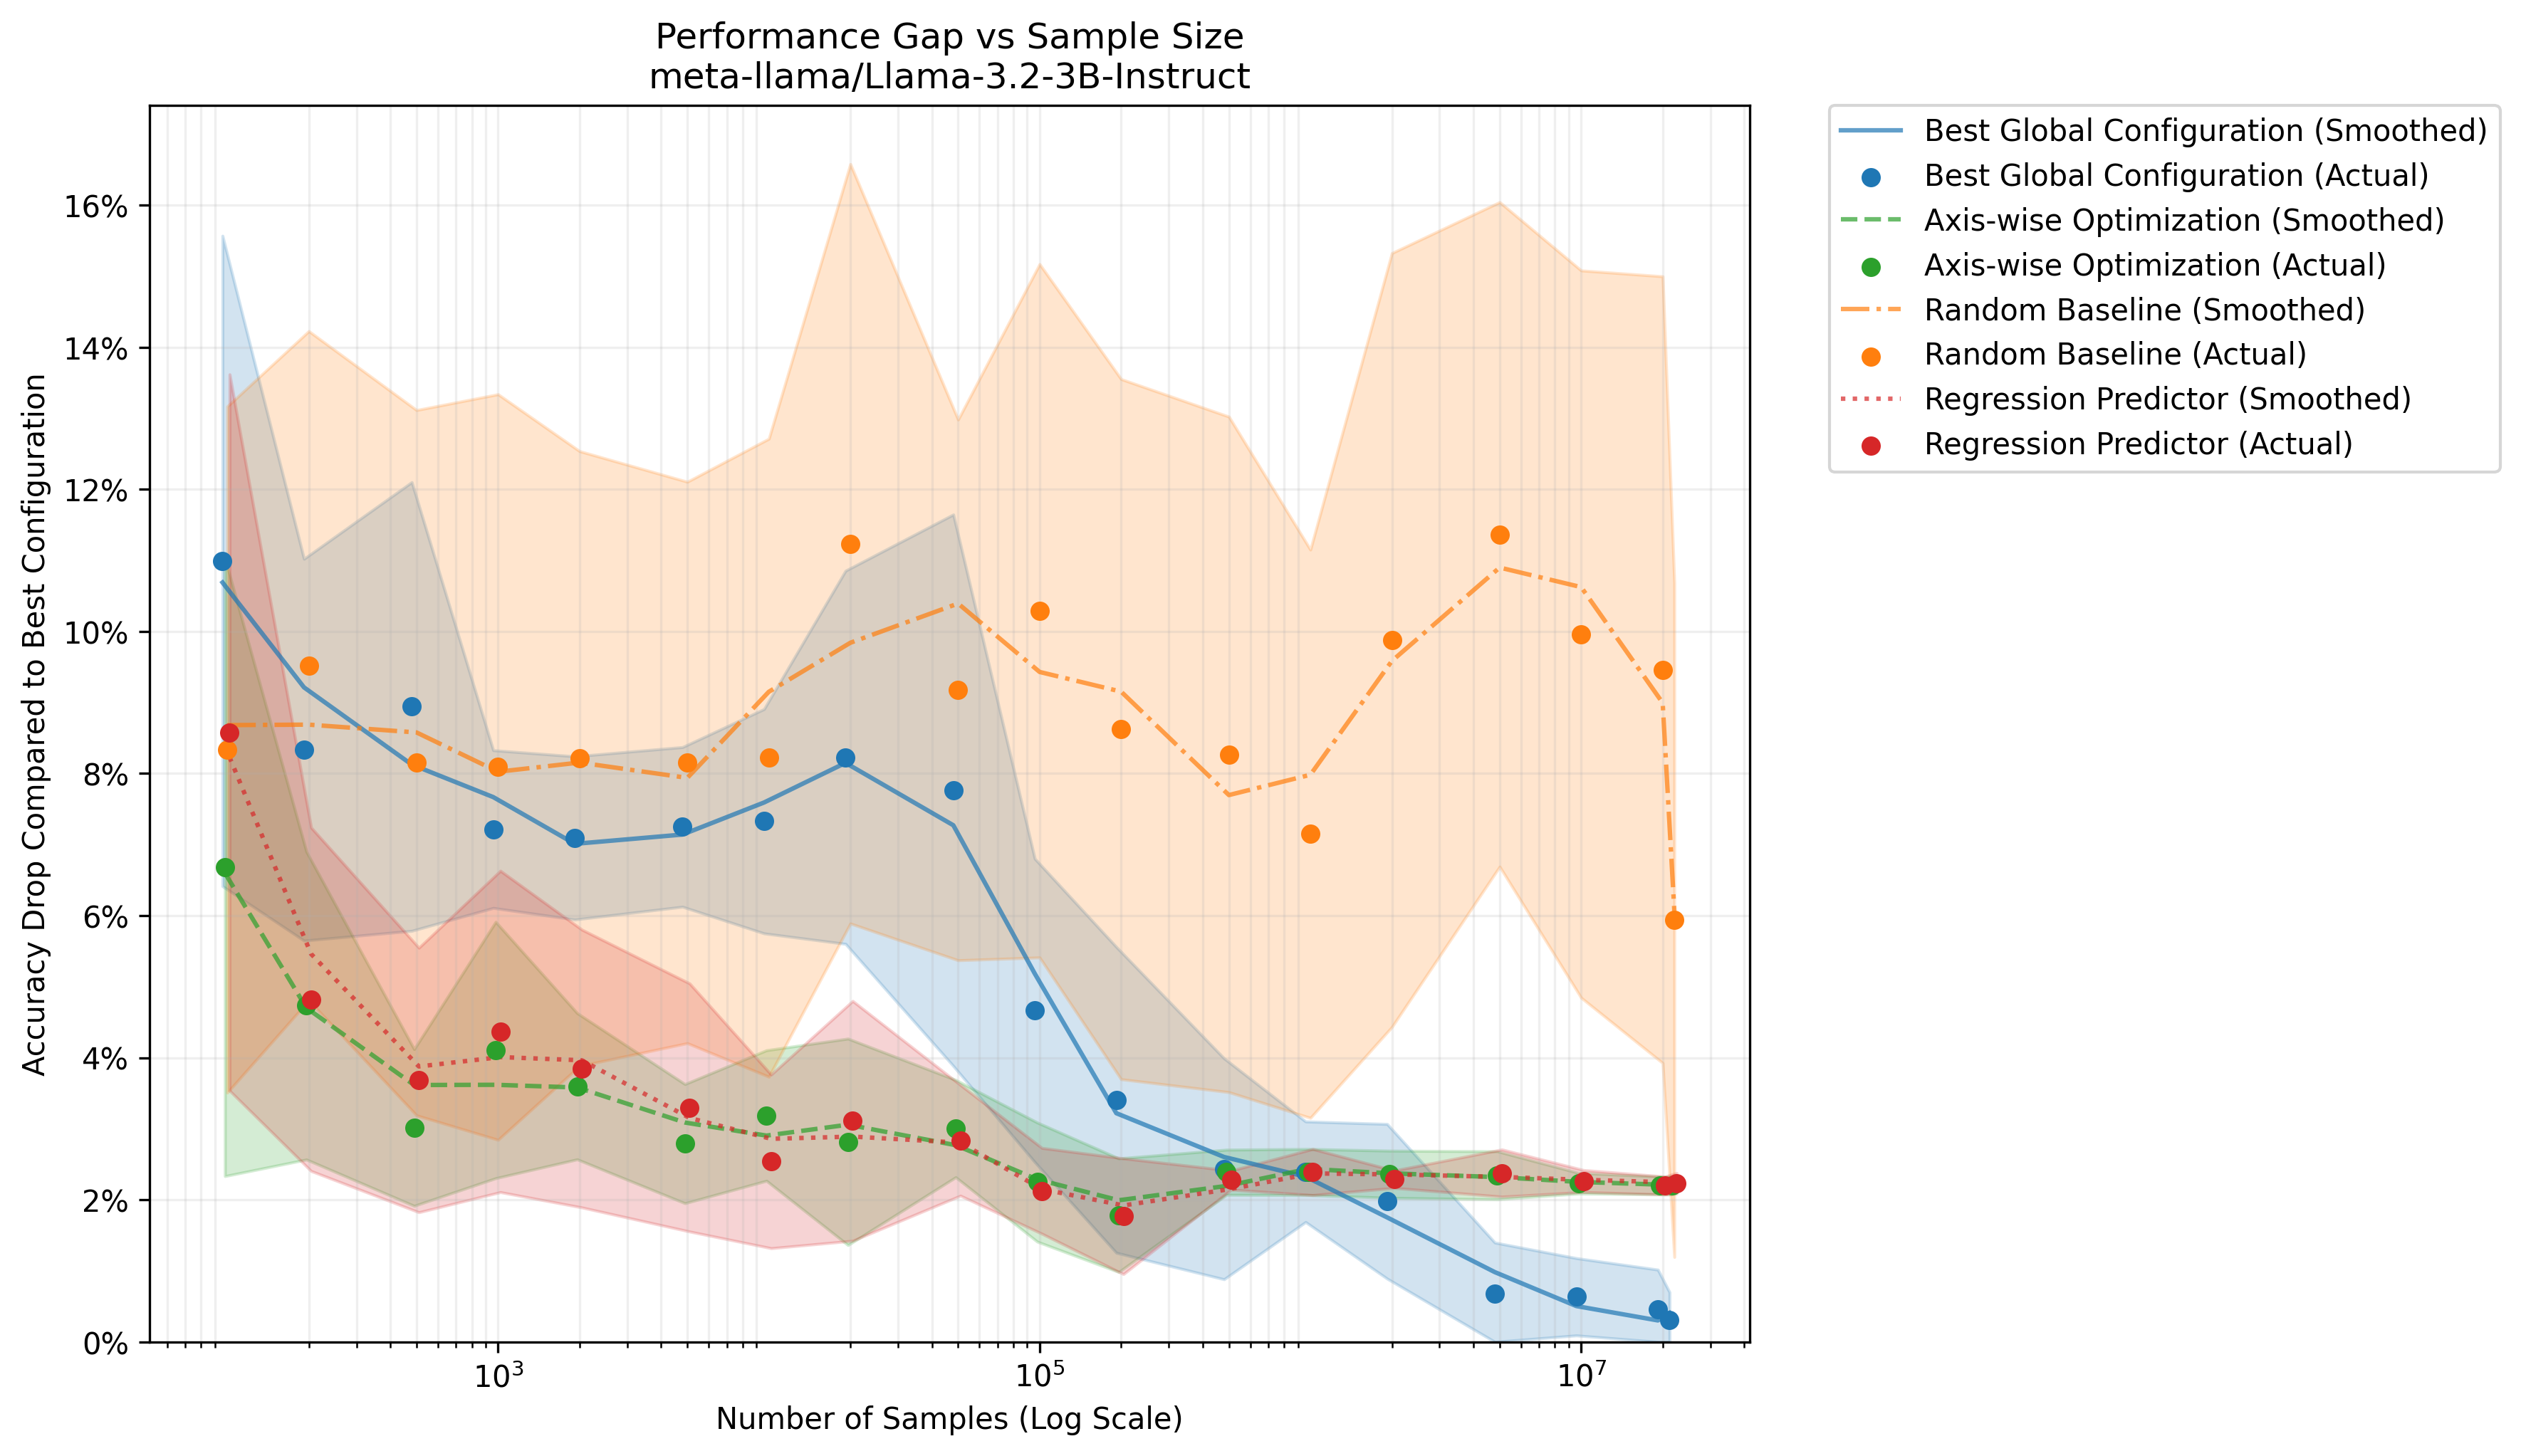 Performance Gap vs Sample Size
meta-llama/Llama-3.2-3B-Instruct
Accuracy Drop Compared to Best Configuration
16%
14%
12%
10%
8%
6%
4%
2%
0%
10³
10⁵
10⁷
Number of Samples (Log Scale)
Best Global Configuration (Smoothed)
Best Global Configuration (Actual)
Axis-wise Optimization (Smoothed)
Axis-wise Optimization (Actual)
Random Baseline (Smoothed)
Random Baseline (Actual)
Regression Predictor (Smoothed)
Regression Predictor (Actual)